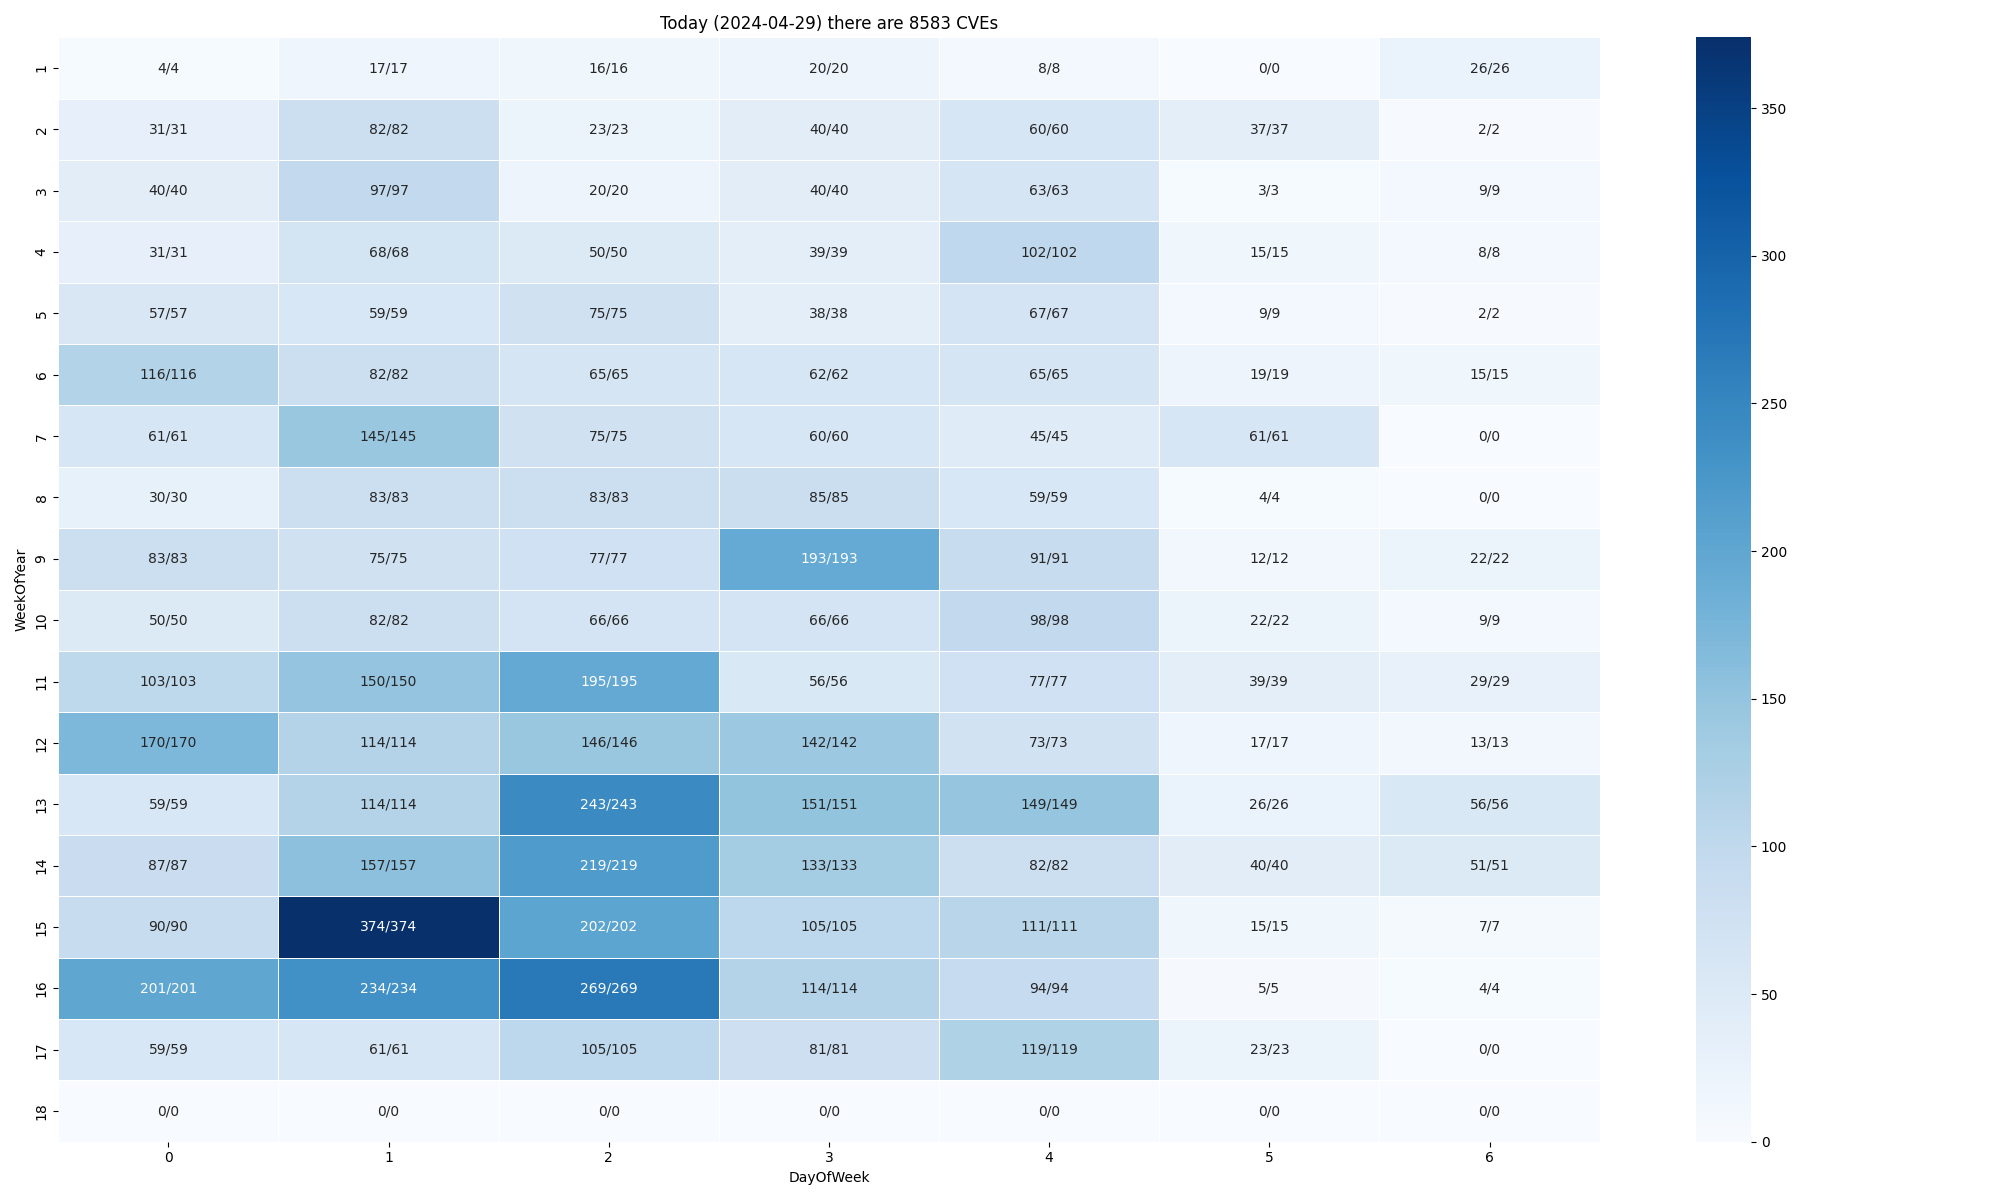 Today (2024-04-29) there are 8583 CVEs
1 4/4 17/17 16/16 20/20 8/8 0/0 26/26
2 31/31 82/82 23/23 40/40 60/60 37/37 2/2
3 40/40 97/97 20/20 40/40 63/63 3/3 9/9
4 31/31 68/68 50/50 39/39 102/102 15/15 8/8
5 57/57 59/59 75/75 38/38 67/67 9/9 2/2
6 116/116 82/82 65/65 62/62 65/65 19/19 15/15
7 61/61 145/145 75/75 60/60 45/45 61/61 0/0
8 30/30 83/83 83/83 85/85 59/59 4/4 0/0
9 83/83 75/75 77/77 193/193 91/91 12/12 22/22
10 50/50 82/82 66/66 66/66 98/98 22/22 9/9
11 103/103 150/150 195/195 56/56 77/77 39/39 29/29
12 170/170 114/114 146/146 142/142 73/73 17/17 13/13
13 59/59 114/114 243/243 151/151 149/149 26/26 56/56
14 87/87 157/157 219/219 133/133 82/82 40/40 51/51
15 90/90 374/374 202/202 105/105 111/111 15/15 7/7
16 201/201 234/234 269/269 114/114 94/94 5/5 4/4
17 59/59 61/61 105/105 81/81 119/119 23/23 0/0
18 0/0 0/0 0/0 0/0 0/0 0/0 0/0
0 1 2 3 4 5 6
DayOfWeek
WeekOfYear
350
300
250
200
150
100
50
0